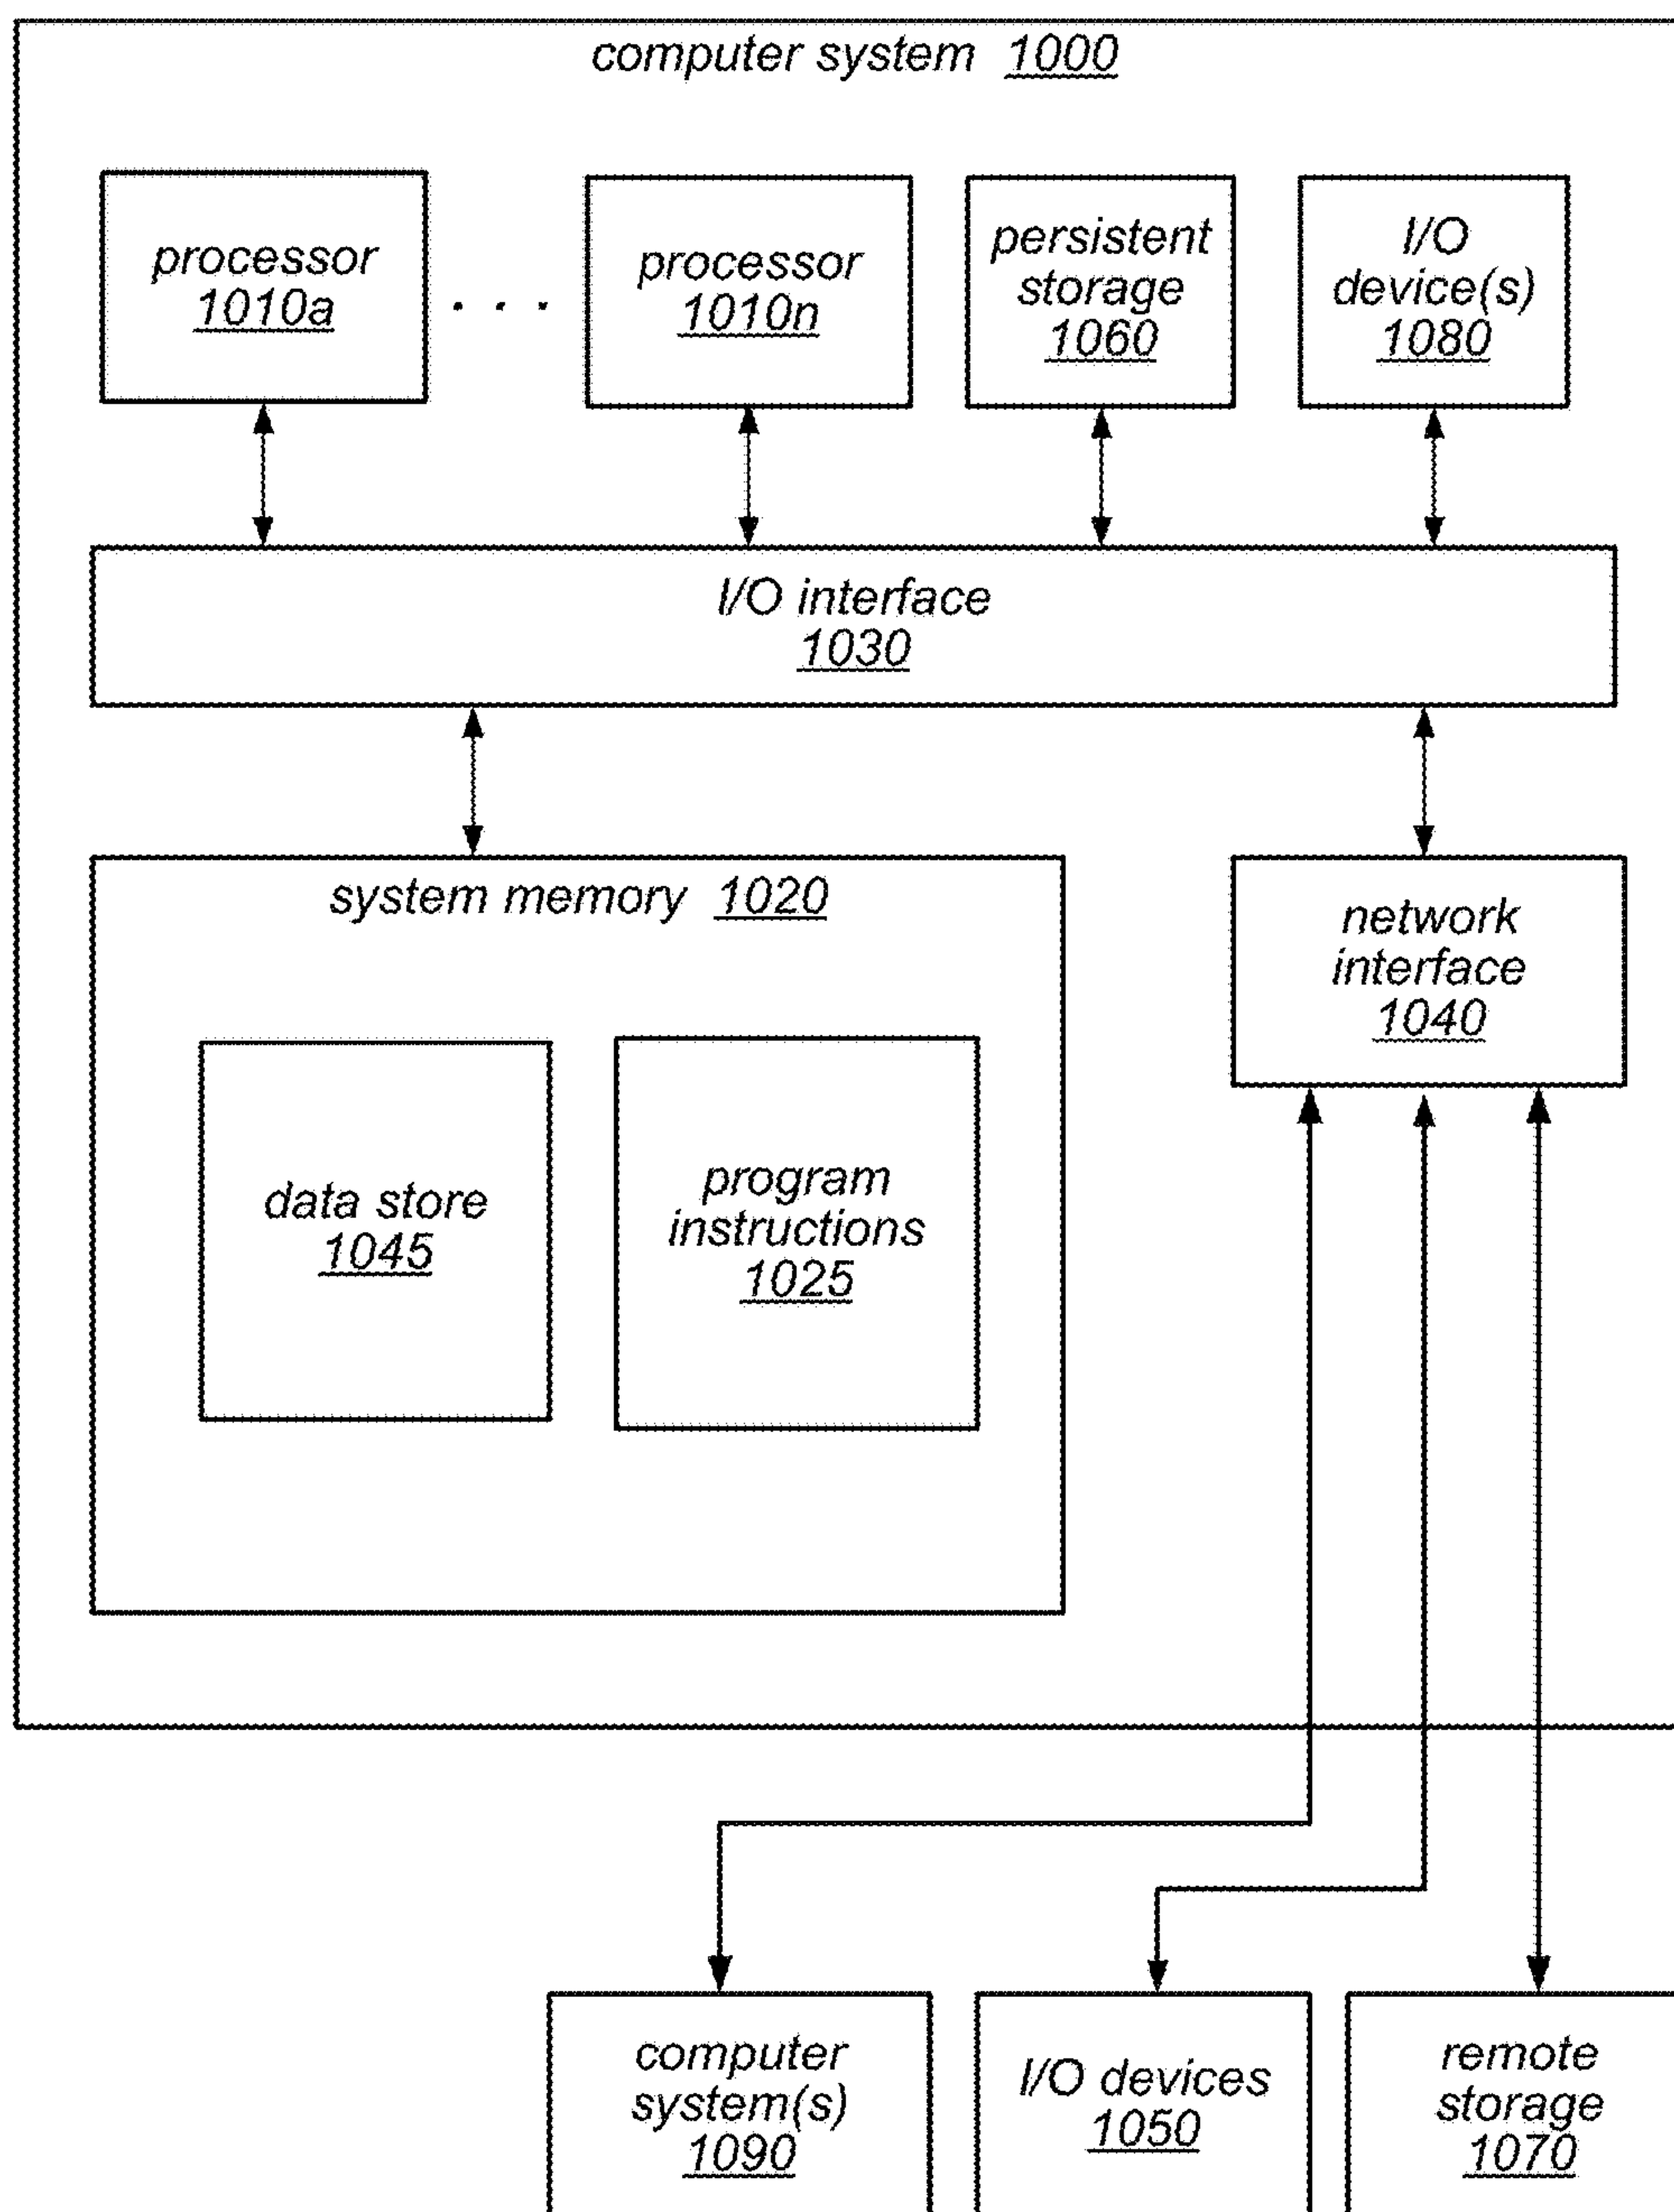 computer system 1000
processor
1010a
. . .
processor
1010n
persistent
storage
1060
I/O
device(s)
1080
I/O interface
1030
system memory 1020
network
interface
1040
data store
1045
program
instructions
1025
computer
system(s)
1090
I/O devices
1050
remote
storage
1070